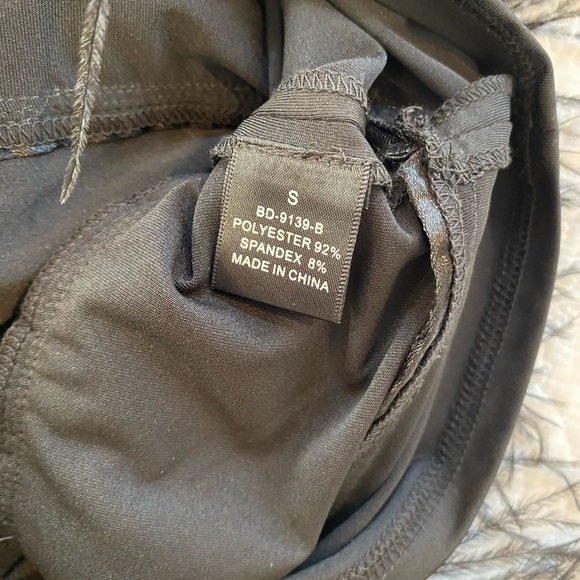 S
BD-9139-B
POLYESTER 92%
SPANDEX 8%
MADE IN CHINA